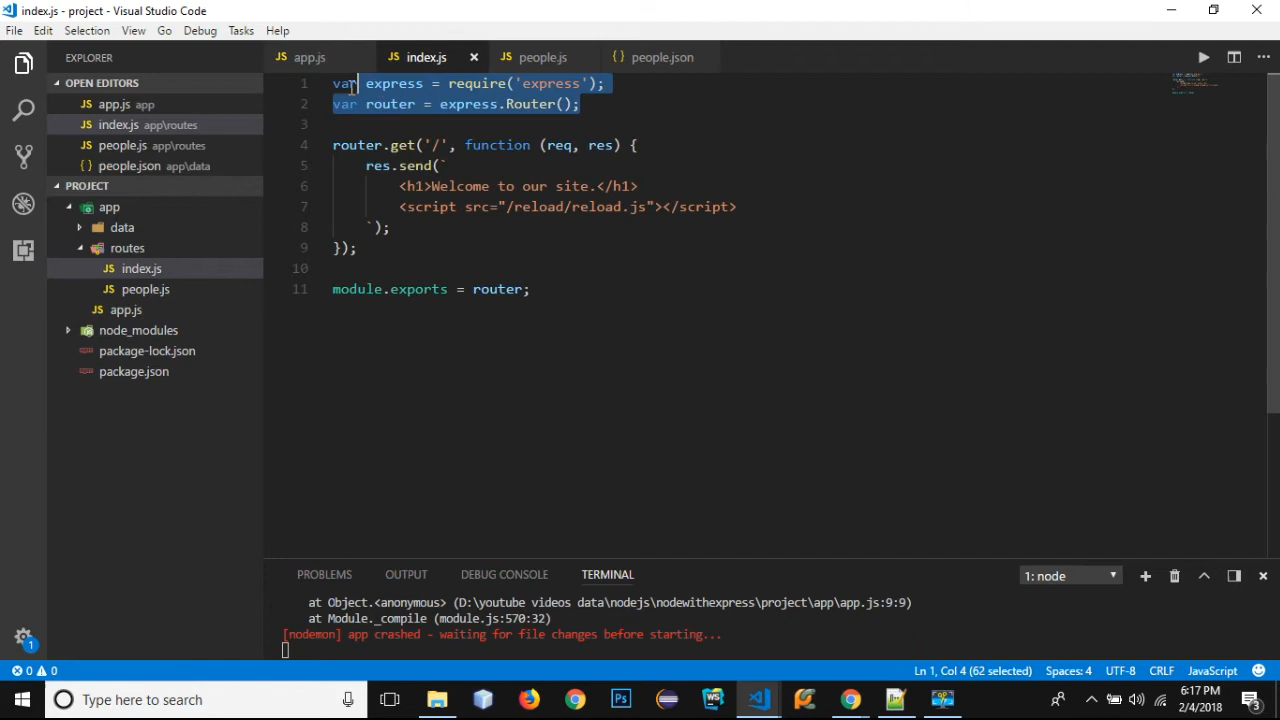 index.js - project - Visual Studio Code
File Edit Selection View Go Debug Tasks Help
EXPLORER
OPEN EDITORS
app.js app
index.js app\routes
people.js app\routes
{ } people.json app\data
PROJECT
app
data
routes
index.js
people.js
app.js
node_modules
package-lock.json
package.json
app.js index.js people.js { } people.json
1 var express = require('express');
2 var router = express.Router();
3
4 router.get('/', function (req, res) {
5 res.send(`
6 <h1>Welcome to our site.</h1>
7 <script src="/reload/reload.js"></script>
8 `);
9 });
10
11 module.exports = router;
PROBLEMS OUTPUT DEBUG CONSOLE TERMINAL 1: node
at Object.<anonymous> (D:\youtube videos data\nodejs\nodewithexpress\project\app\app.js:9:9)
at Module._compile (module.js:570:32)
[nodemon] app crashed - waiting for file changes before starting...
1
0 0 Ln 1, Col 4 (62 selected) Spaces: 4 UTF-8 CRLF JavaScript
Type here to search
Ps
WS
6:17 PM
2/4/2018
3